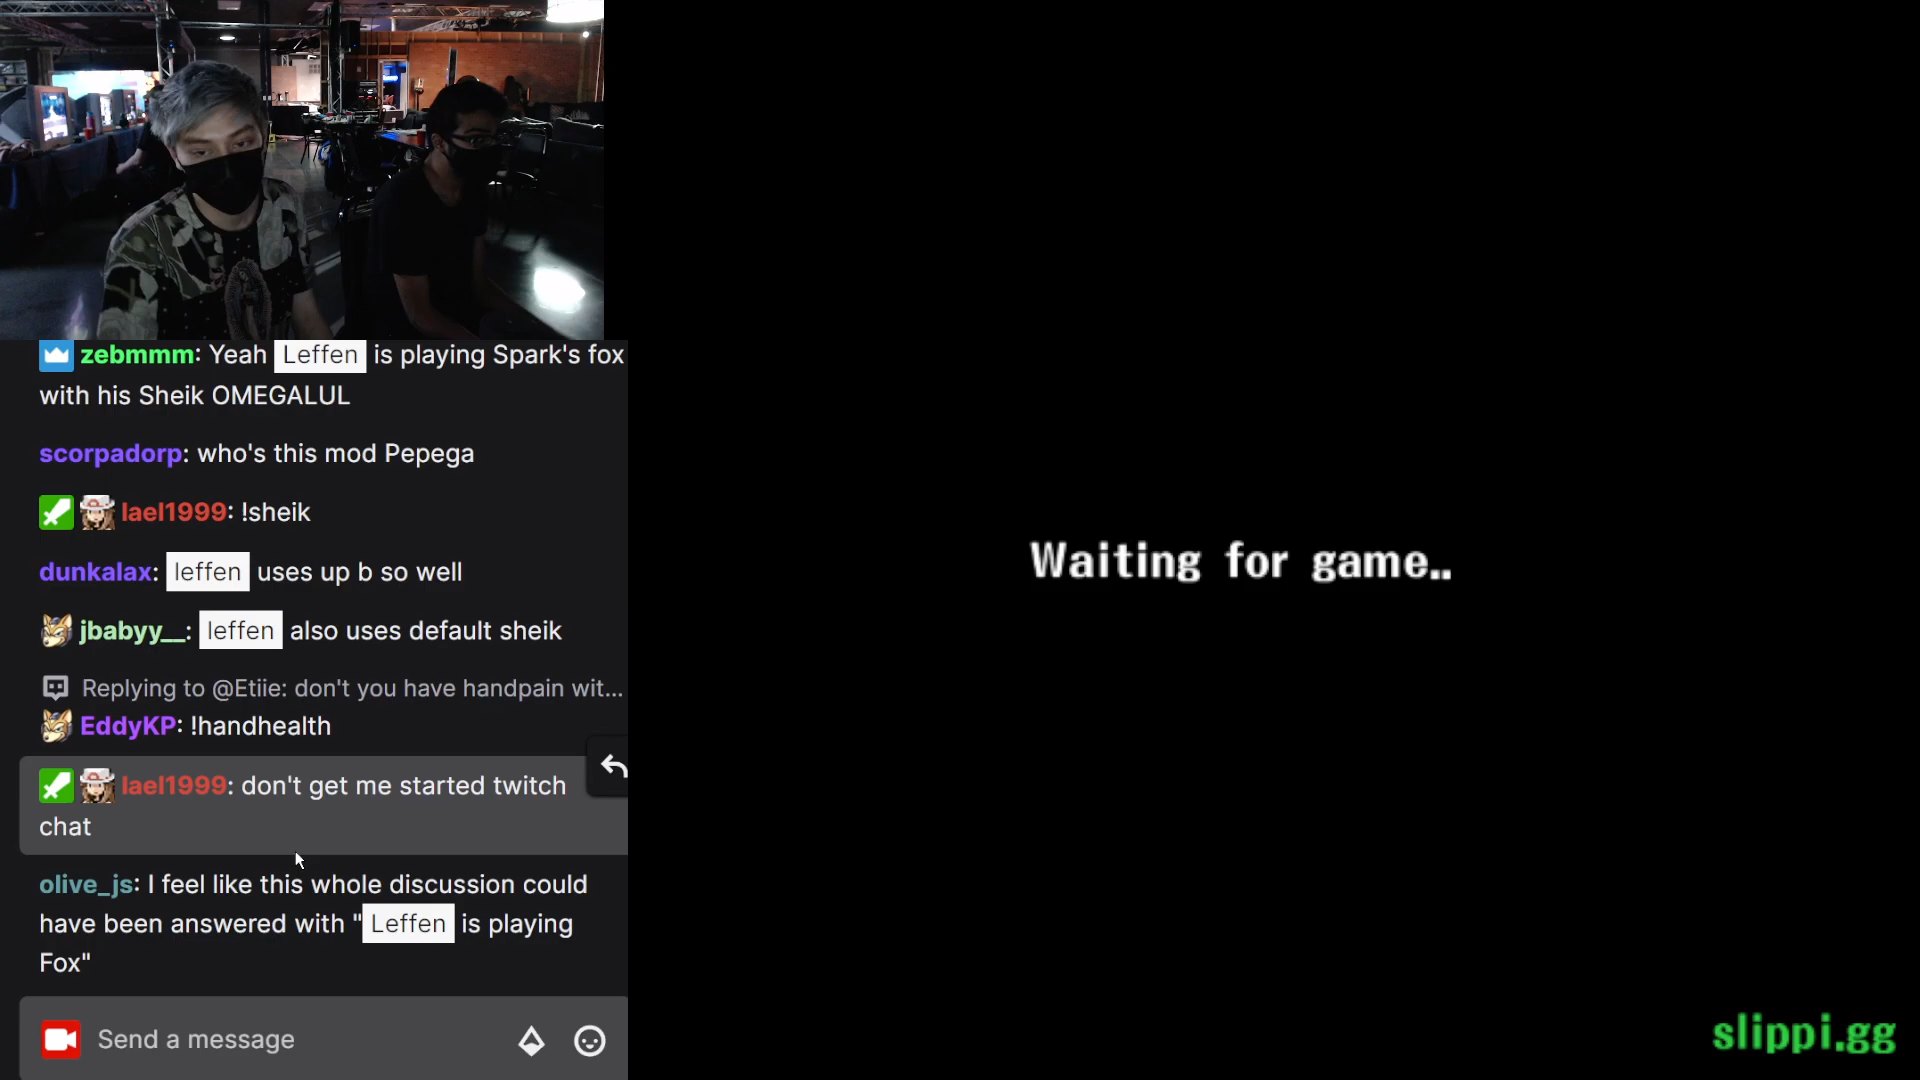 zebmmm: Yeah Leffen is playing Spark's fox
with his Sheik OMEGALUL
scorpadorp: who's this mod Pepega
lael1999: !sheik
dunkalax: leffen uses up b so well
jbabyy__: leffen also uses default sheik
Replying to @Etiie: don't you have handpain wit...
EddyKP: !handhealth
lael1999: don't get me started twitch
chat
olive_js: I feel like this whole discussion could
have been answered with "Leffen is playing
Fox"
Send a message
Waiting for game..
slippi.gg